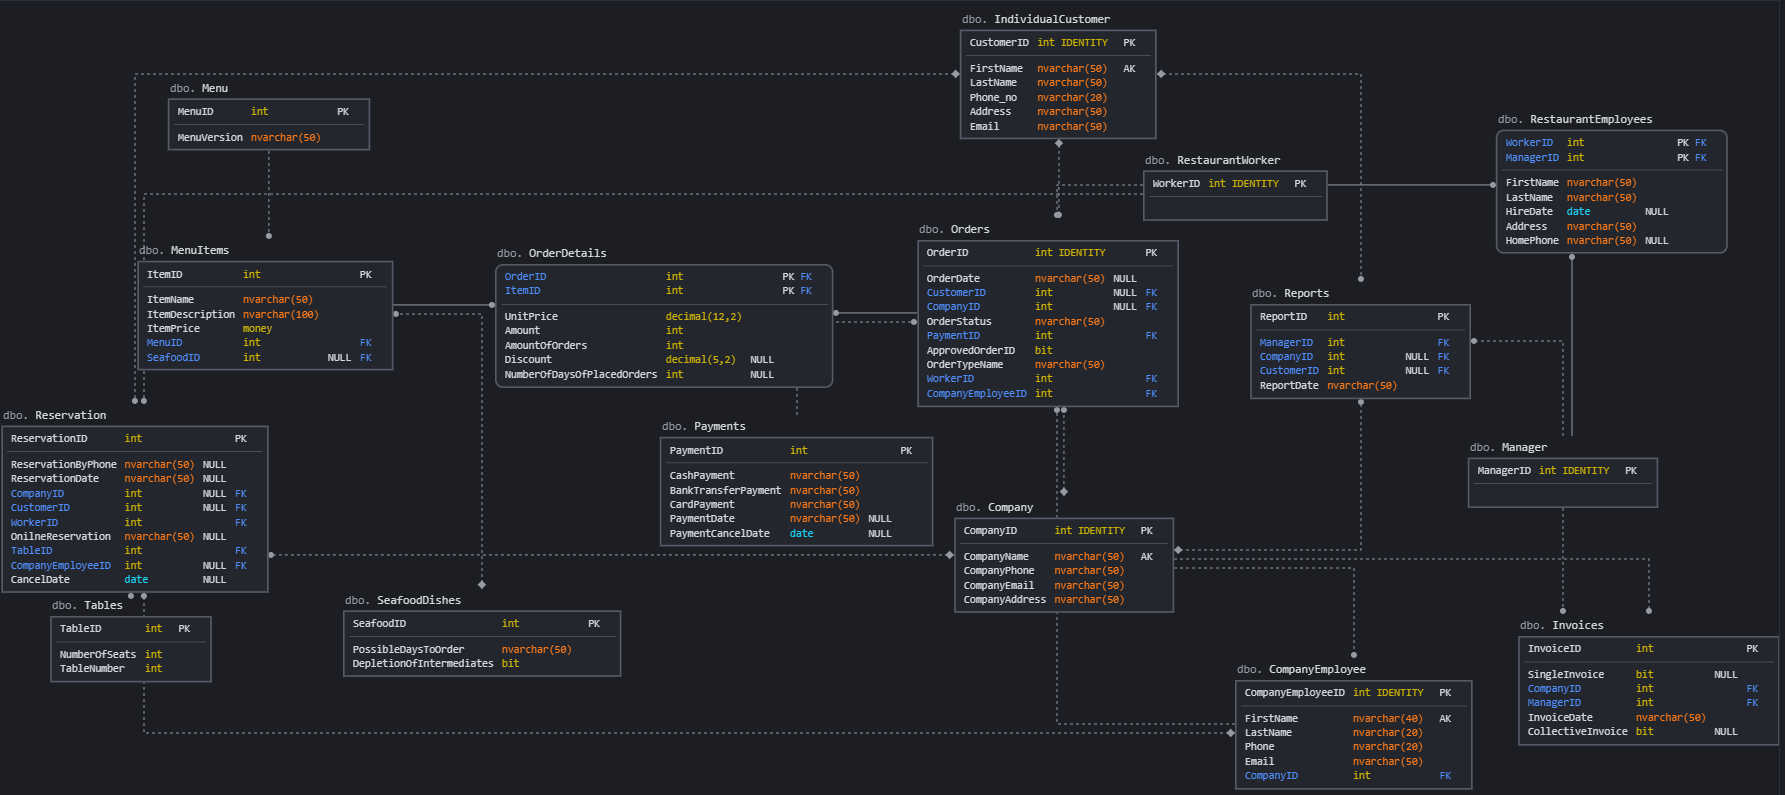 dbo. IndividualCustomer
CustomerID int IDENTITY PK
FirstName nvarchar(50) AK
LastName nvarchar(50)
Phone_no nvarchar(20)
Address nvarchar(50)
Email nvarchar(50)
dbo. Menu
MenuID int PK
MenuVersion nvarchar(50)
dbo. RestaurantEmployees
WorkerID int PK FK
ManagerID int PK FK
FirstName nvarchar(50)
LastName nvarchar(50)
HireDate date NULL
Address nvarchar(50)
HomePhone nvarchar(50) NULL
dbo. RestaurantWorker
WorkerID int IDENTITY PK
dbo. MenuItems
ItemID int PK
ItemName nvarchar(50)
ItemDescription nvarchar(100)
ItemPrice money
MenuID int FK
SeafoodID int NULL FK
dbo. OrderDetails
OrderID int PK FK
ItemID int PK FK
UnitPrice decimal(12,2)
Amount int
AmountOfOrders int
Discount decimal(5,2) NULL
NumberOfDaysOfPlacedOrders int NULL
dbo. Orders
OrderID int IDENTITY PK
OrderDate nvarchar(50) NULL
CustomerID int NULL FK
CompanyID int NULL FK
OrderStatus nvarchar(50)
PaymentID int FK
ApprovedOrderID bit
OrderTypeName nvarchar(50)
WorkerID int FK
CompanyEmployeeID int FK
dbo. Reports
ReportID int PK
ManagerID int FK
CompanyID int NULL FK
CustomerID int NULL FK
ReportDate nvarchar(50)
dbo. Reservation
ReservationID int PK
ReservationByPhone nvarchar(50) NULL
ReservationDate nvarchar(50) NULL
CompanyID int NULL FK
CustomerID int NULL FK
WorkerID int FK
OnilneReservation nvarchar(50) NULL
TableID int FK
CompanyEmployeeID int NULL FK
CancelDate date NULL
dbo. Payments
PaymentID int PK
CashPayment nvarchar(50)
BankTransferPayment nvarchar(50)
CardPayment nvarchar(50)
PaymentDate nvarchar(50) NULL
PaymentCancelDate date NULL
dbo. Manager
ManagerID int IDENTITY PK
dbo. Company
CompanyID int IDENTITY PK
CompanyName nvarchar(50) AK
CompanyPhone nvarchar(50)
CompanyEmail nvarchar(50)
CompanyAddress nvarchar(50)
dbo. Tables
TableID int PK
NumberOfSeats int
TableNumber int
dbo. SeafoodDishes
SeafoodID int PK
PossibleDaysToOrder nvarchar(50)
DepletionOfIntermediates bit
dbo. Invoices
InvoiceID int PK
SingleInvoice bit NULL
CompanyID int FK
ManagerID int FK
InvoiceDate nvarchar(50)
CollectiveInvoice bit NULL
dbo. CompanyEmployee
CompanyEmployeeID int IDENTITY PK
FirstName nvarchar(40) AK
LastName nvarchar(20)
Phone nvarchar(20)
Email nvarchar(50)
CompanyID int FK